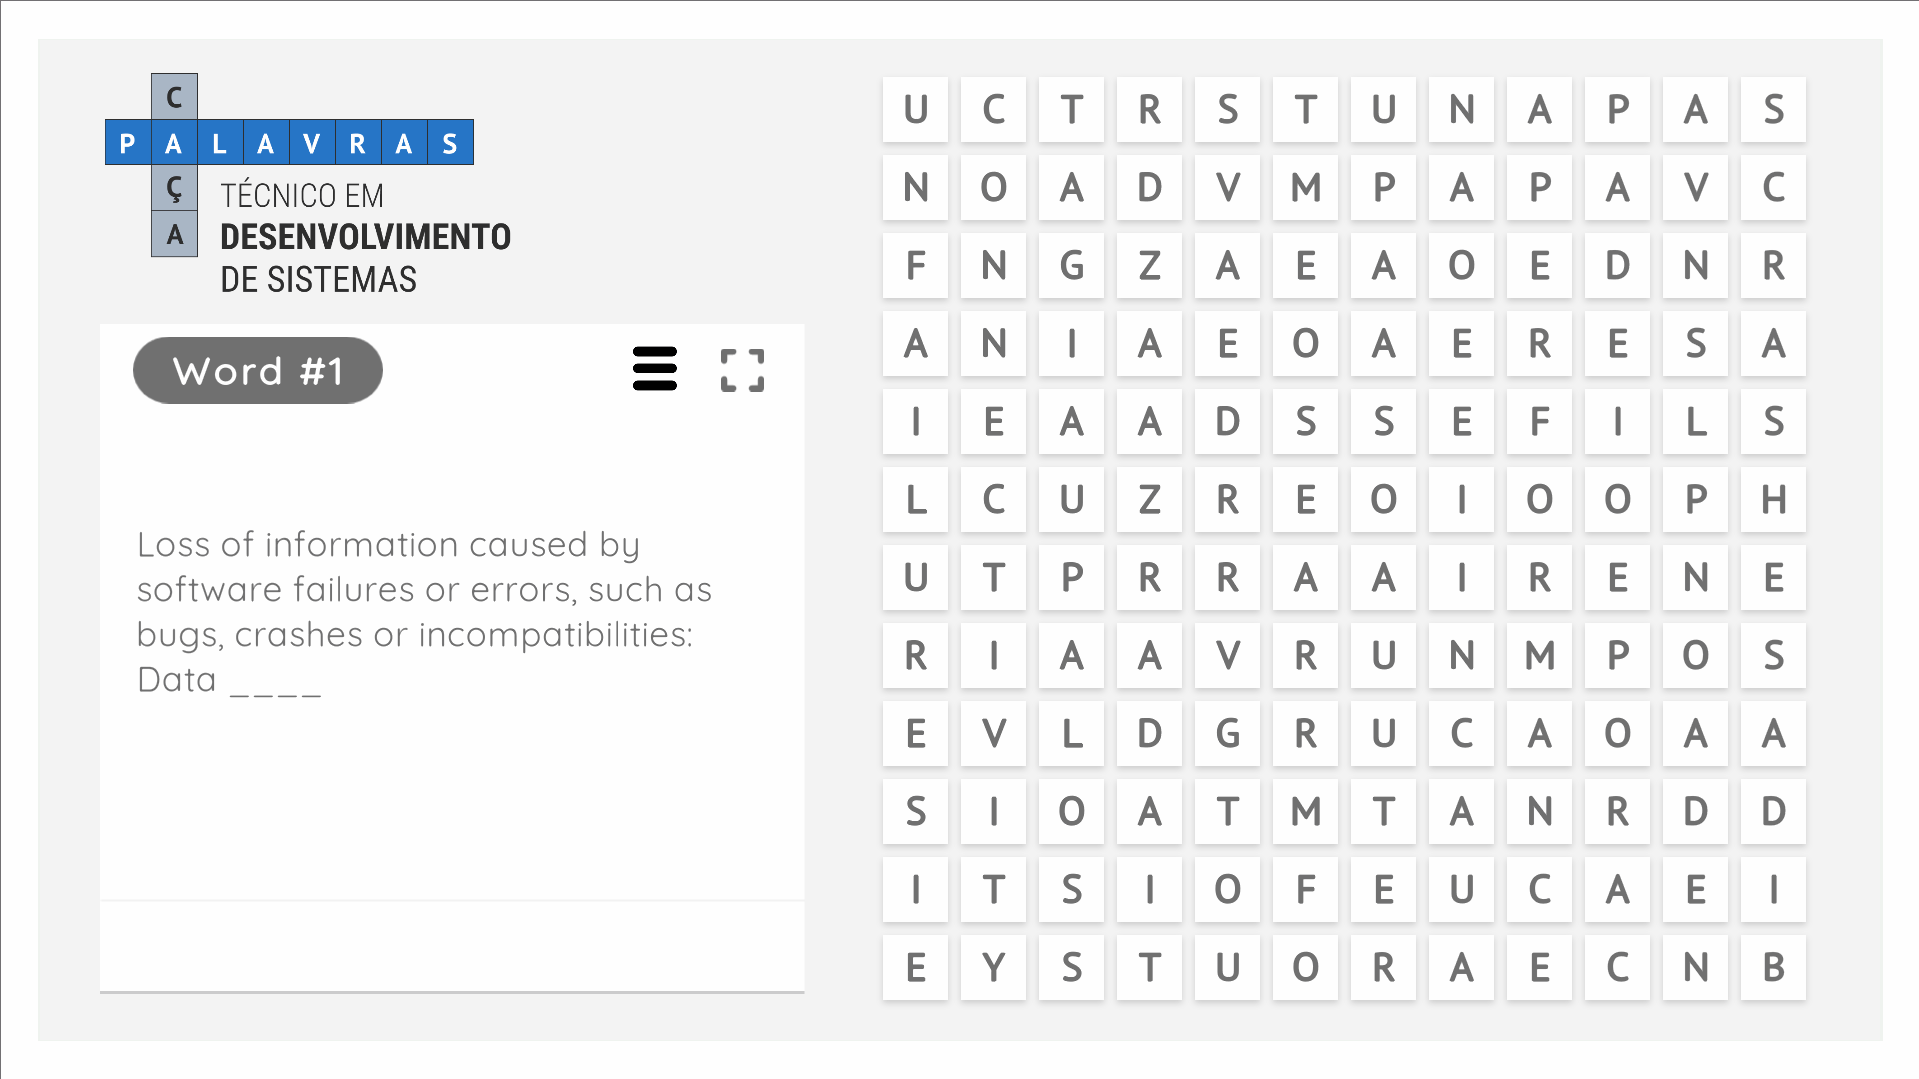 C
PALAVRAS
Ç
A
TÉCNICO EM
DESENVOLVIMENTO
DE SISTEMAS
Word #1
Loss of information caused by
software failures or errors, such as
bugs, crashes or incompatibilities:
Data _ _ _ _
U C T R S T U N A P A S
N O A D V M P A P A V C
F N G Z A E A O E D N R
A N I A E O A E R E S A
I E A A D S S E F I L S
L C U Z R E O I O O P H
U T P R R A A I R E N E
R I A A V R U N M P O S
E V L D G R U C A O A A
S I O A T M T A N R D D
I T S I O F E U C A E I
E Y S T U O R A E C N B